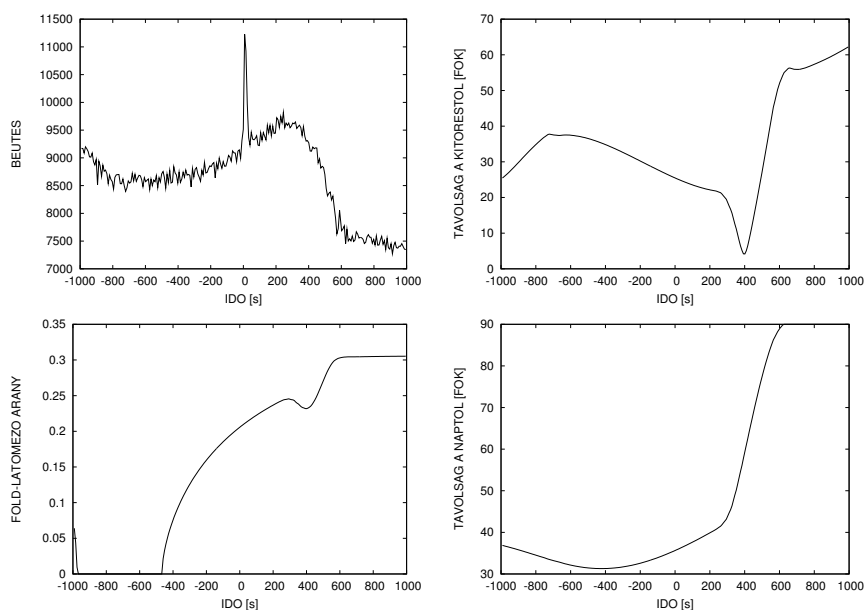 11500
11000
10500
10000
9500
9000
8500
8000
7500
7000
BEUTES
-1000 -800 -600 -400 -200 0 200 400 600 800 1000
IDO [s]
70
60
50
40
30
20
10
0
TAVOLSAG A KITORESTOL [FOK]
-1000 -800 -600 -400 -200 0 200 400 600 800 1000
IDO [s]
0.35
0.3
0.25
0.2
0.15
0.1
0.05
0
FOLD-LATOMEZO ARANY
-1000 -800 -600 -400 -200 0 200 400 600 800 1000
IDO [s]
90
80
70
60
50
40
30
TAVOLSAG A NAPTOL [FOK]
-1000 -800 -600 -400 -200 0 200 400 600 800 1000
IDO [s]